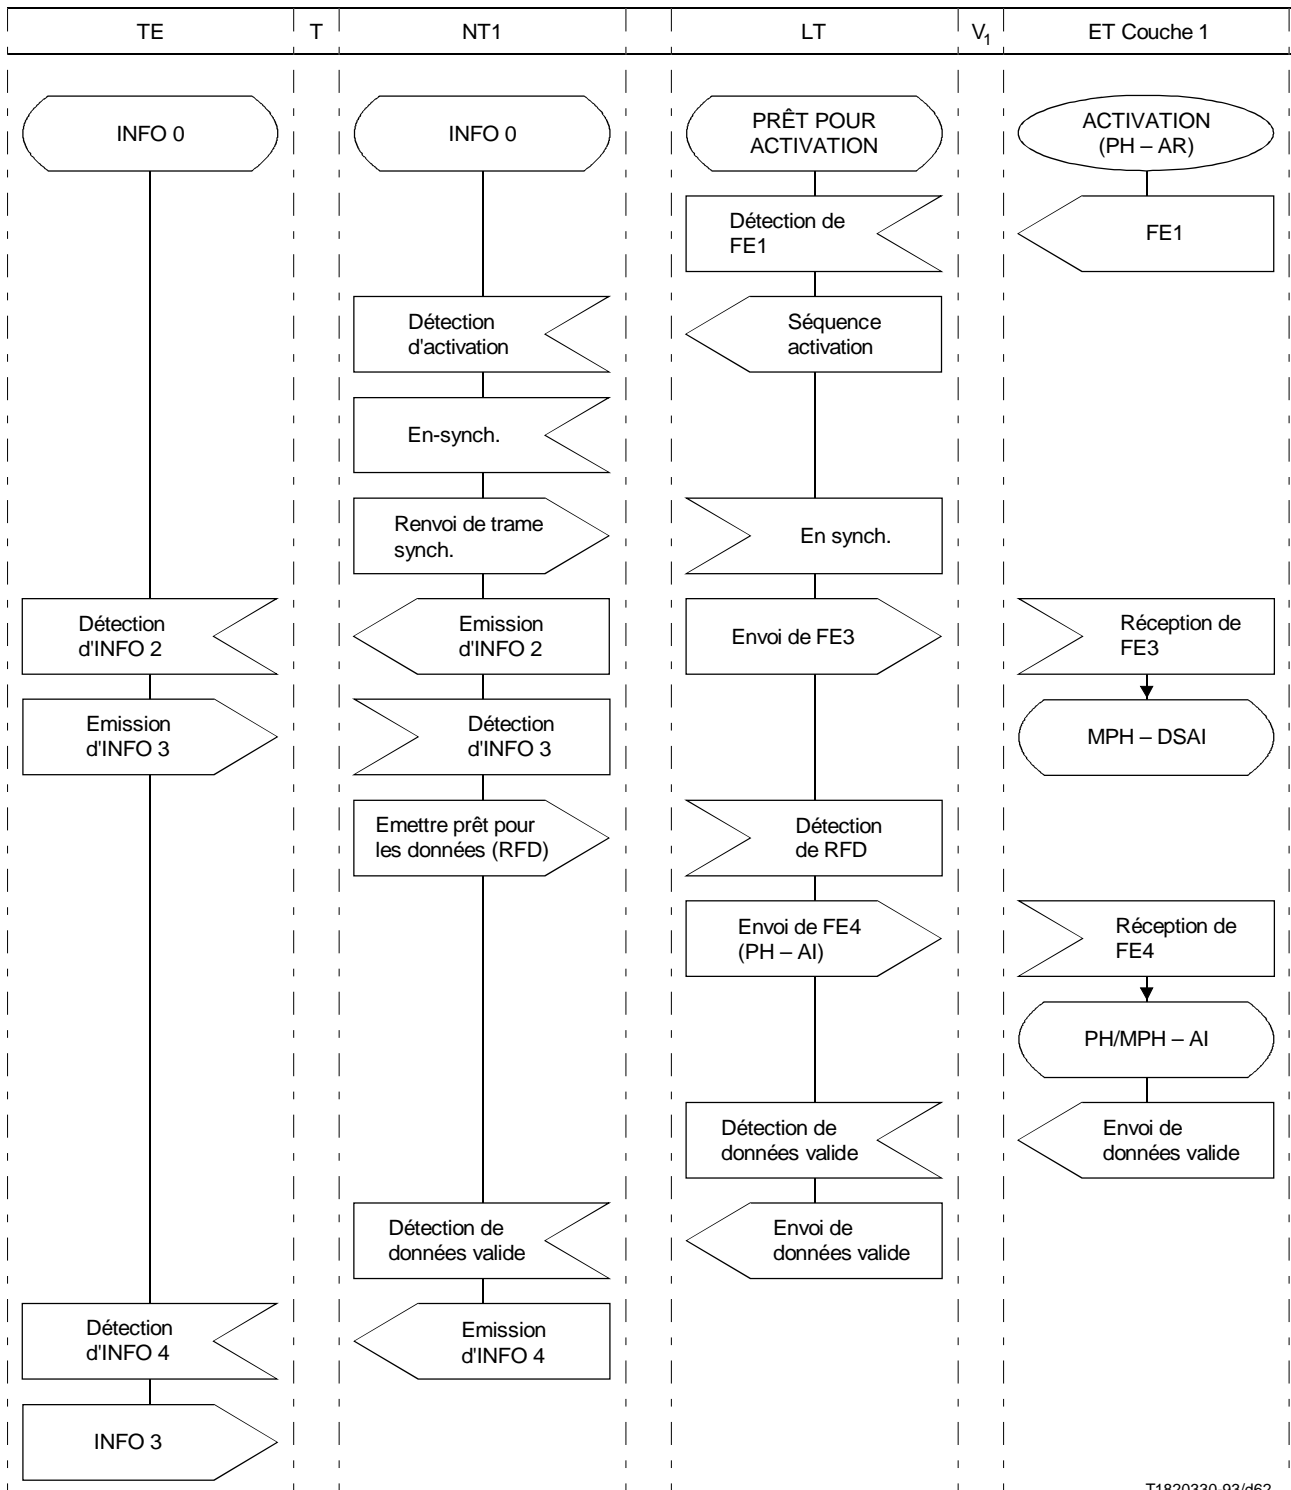 TE
T
NT1
LT
V1
ET Couche 1
INFO 0
INFO 0
PRÊT POUR
ACTIVATION
ACTIVATION
(PH – AR)
Détection de
FE1
FE1
Détection
d'activation
Séquence
activation
En-synch.
Renvoi de trame
synch.
En synch.
Détection
d'INFO 2
Emission
d'INFO 2
Envoi de FE3
Réception de
FE3
Emission
d'INFO 3
Détection
d'INFO 3
MPH – DSAI
Emettre prêt pour
les données (RFD)
Détection
de RFD
Envoi de FE4
(PH – AI)
Réception de
FE4
PH/MPH – AI
Détection de
données valide
Envoi de
données valide
Détection de
données valide
Envoi de
données valide
Détection
d'INFO 4
Emission
d'INFO 4
INFO 3
T1820330-93/d62